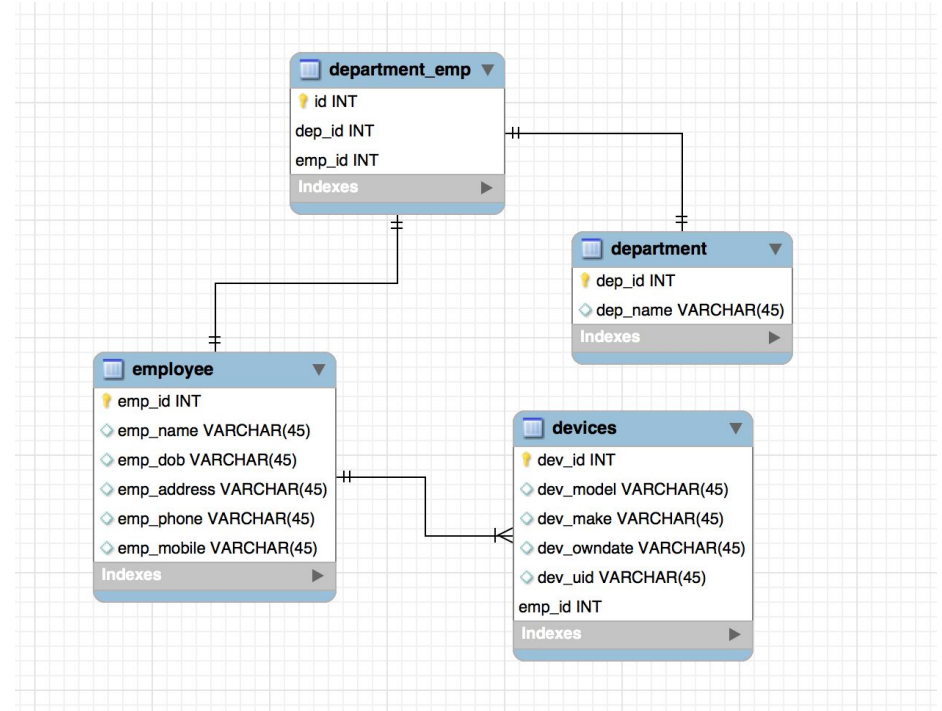 department_emp
id INT
dep_id INT
emp_id INT
Indexes
department
dep_id INT
dep_name VARCHAR(45)
Indexes
employee
emp_id INT
emp_name VARCHAR(45)
emp_dob VARCHAR(45)
emp_address VARCHAR(45)
emp_phone VARCHAR(45)
emp_mobile VARCHAR(45)
Indexes
devices
dev_id INT
dev_model VARCHAR(45)
dev_make VARCHAR(45)
dev_owndate VARCHAR(45)
dev_uid VARCHAR(45)
emp_id INT
Indexes